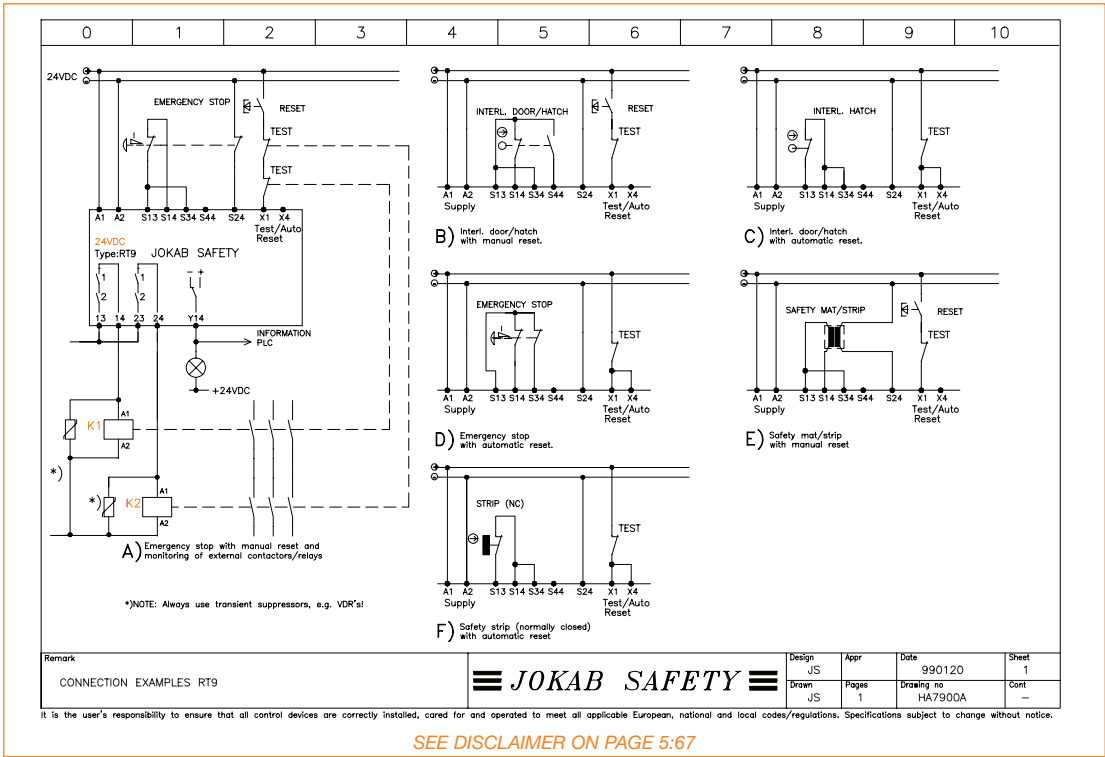 0 1 2 3 4 5 6 7 8 9 10
24VDC
EMERGENCY STOP
RESET
TEST
TEST
A1 A2 S13 S14 S34 S44 S24 X1 X4
Test/Auto
Reset
24VDC
Type:RT9 JOKAB SAFETY
- +
1 1
2 2
13 14 23 24 Y14
INFORMATION
PLC
+24VDC
K1
A1
A2
*)
*)
K2
A1
A2
A) Emergency stop with manual reset and
monitoring of external contactors/relays
*)NOTE: Always use transient suppressors, e.g. VDR's!
INTERL. DOOR/HATCH
RESET
TEST
A1 A2 S13 S14 S34 S44 S24 X1 X4
Supply
Test/Auto
Reset
B) Interl. door/hatch
with manual reset.
INTERL. HATCH
TEST
A1 A2 S13 S14 S34 S44 S24 X1 X4
Supply
Test/Auto
Reset
C) Interl. door/hatch
with automatic reset.
EMERGENCY STOP
TEST
A1 A2 S13 S14 S34 S44 S24 X1 X4
Supply
Test/Auto
Reset
D) Emergency stop
with automatic reset.
SAFETY MAT/STRIP
RESET
TEST
A1 A2 S13 S14 S34 S44 S24 X1 X4
Supply
Test/Auto
Reset
E) Safety mat/strip
with manual reset
STRIP (NC)
TEST
A1 A2 S13 S14 S34 S44 S24 X1 X4
Supply
Test/Auto
Reset
F) Safety strip (normally closed)
with automatic reset
Remark
CONNECTION EXAMPLES RT9
JOKAB SAFETY
Design Appr Date Sheet
JS 990120 1
Drawn Pages Drawing no Cont
JS 1 HA7900A -
It is the user's responsibility to ensure that all control devices are correctly installed, cared for and operated to meet all applicable European, national and local codes/regulations. Specifications subject to change without notice.
SEE DISCLAIMER ON PAGE 5:67